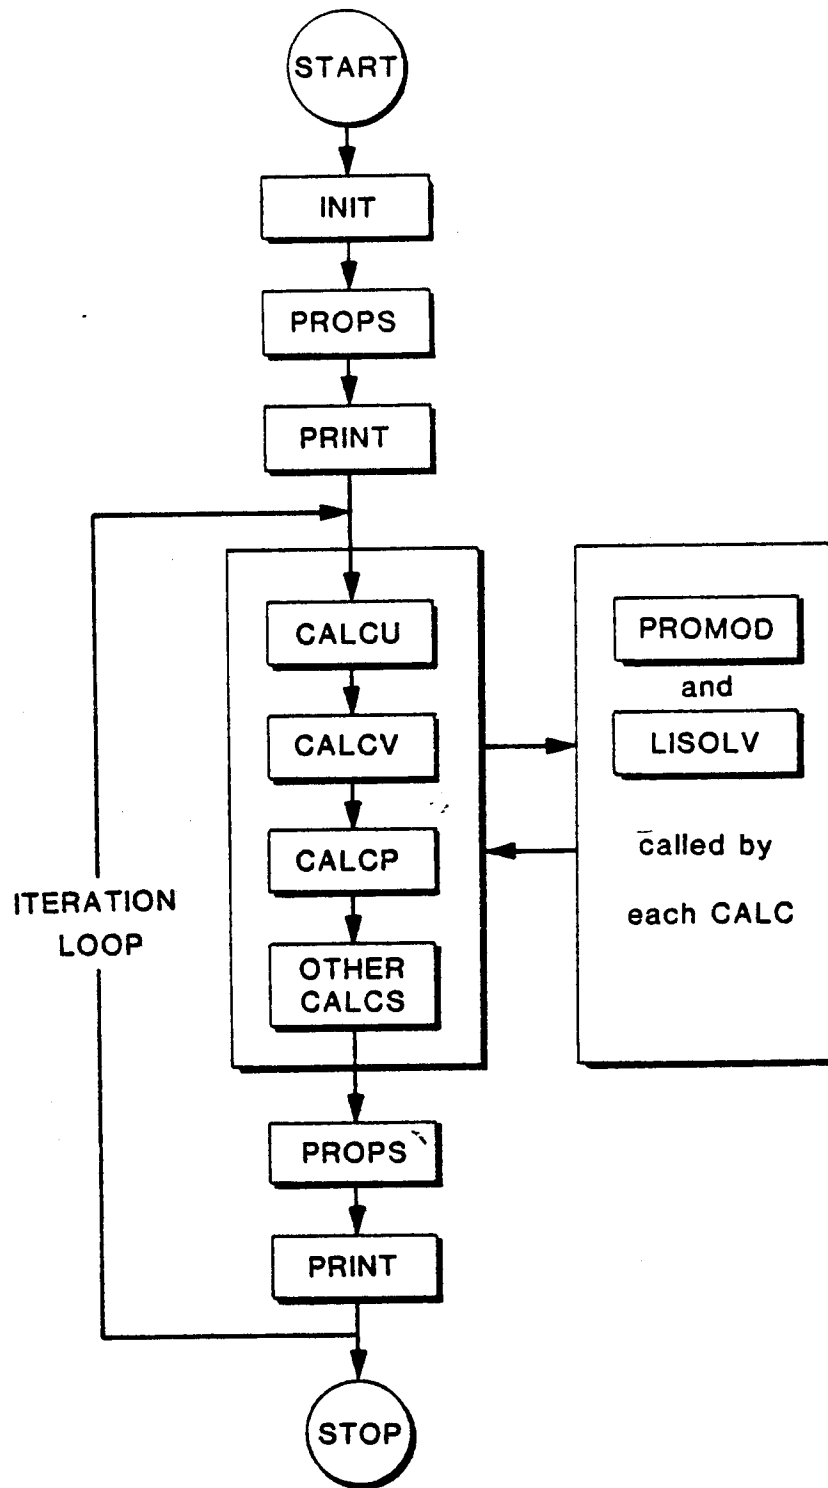 START
INIT
PROPS
PRINT
CALCU
CALCV
CALCP
OTHER
CALCS
PROMOD
and
LISOLV
called by
each CALC
ITERATION
LOOP
PROPS
PRINT
STOP